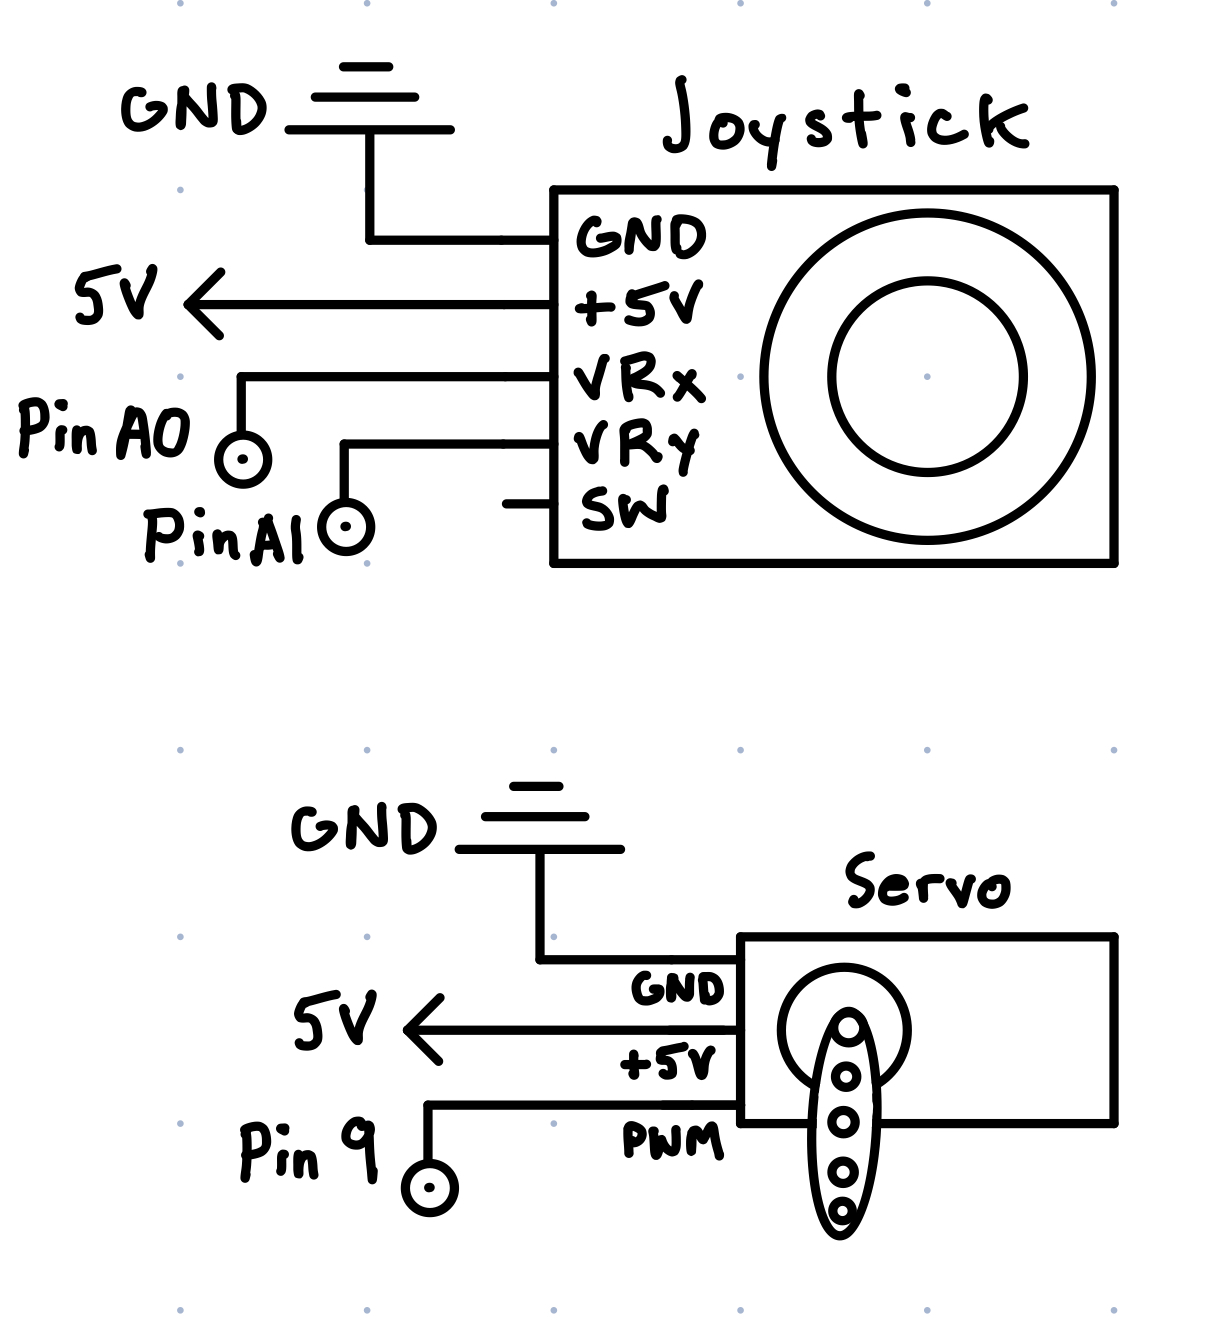 GND
Joystick
GND
5V
+5V
VRx
Pin A0
VRy
Pin A1
SW
GND
Servo
GND
5V
+5V
Pin 9
PWM